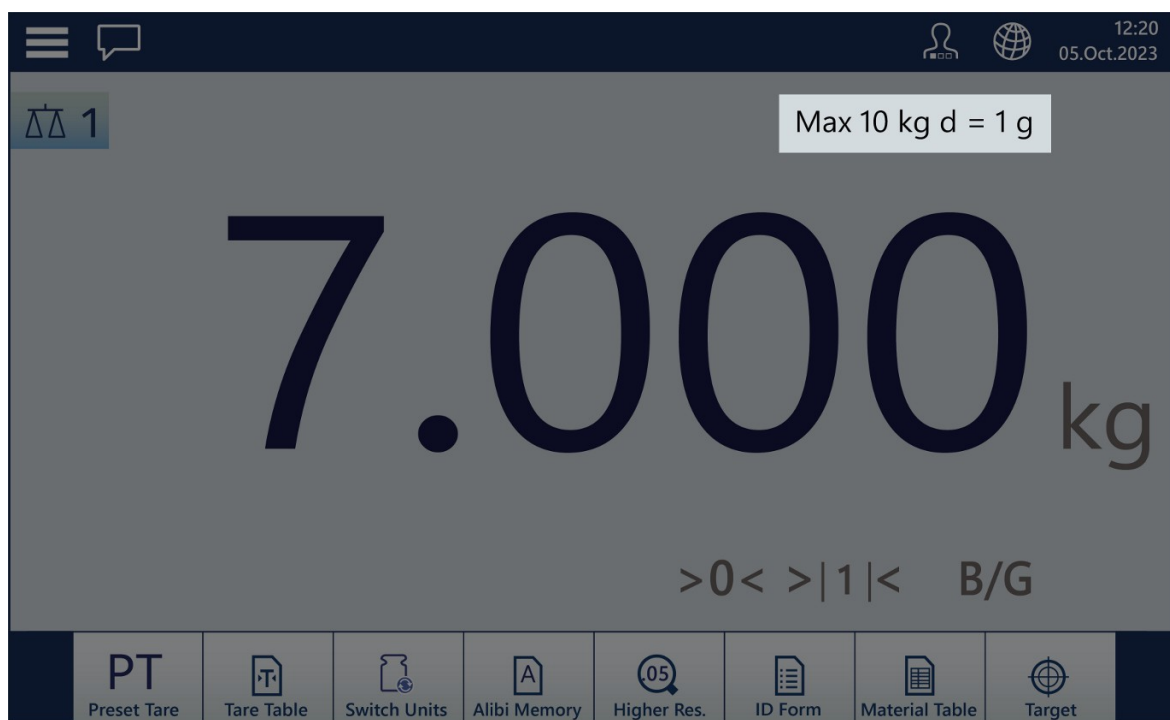 12:20
05.Oct.2023
1
Max 10 kg d = 1 g
7.000 kg
>0< >|1|< B/G
PT
Preset Tare
T
Tare Table
Switch Units
A
Alibi Memory
.05
Higher Res.
ID Form
Material Table
Target